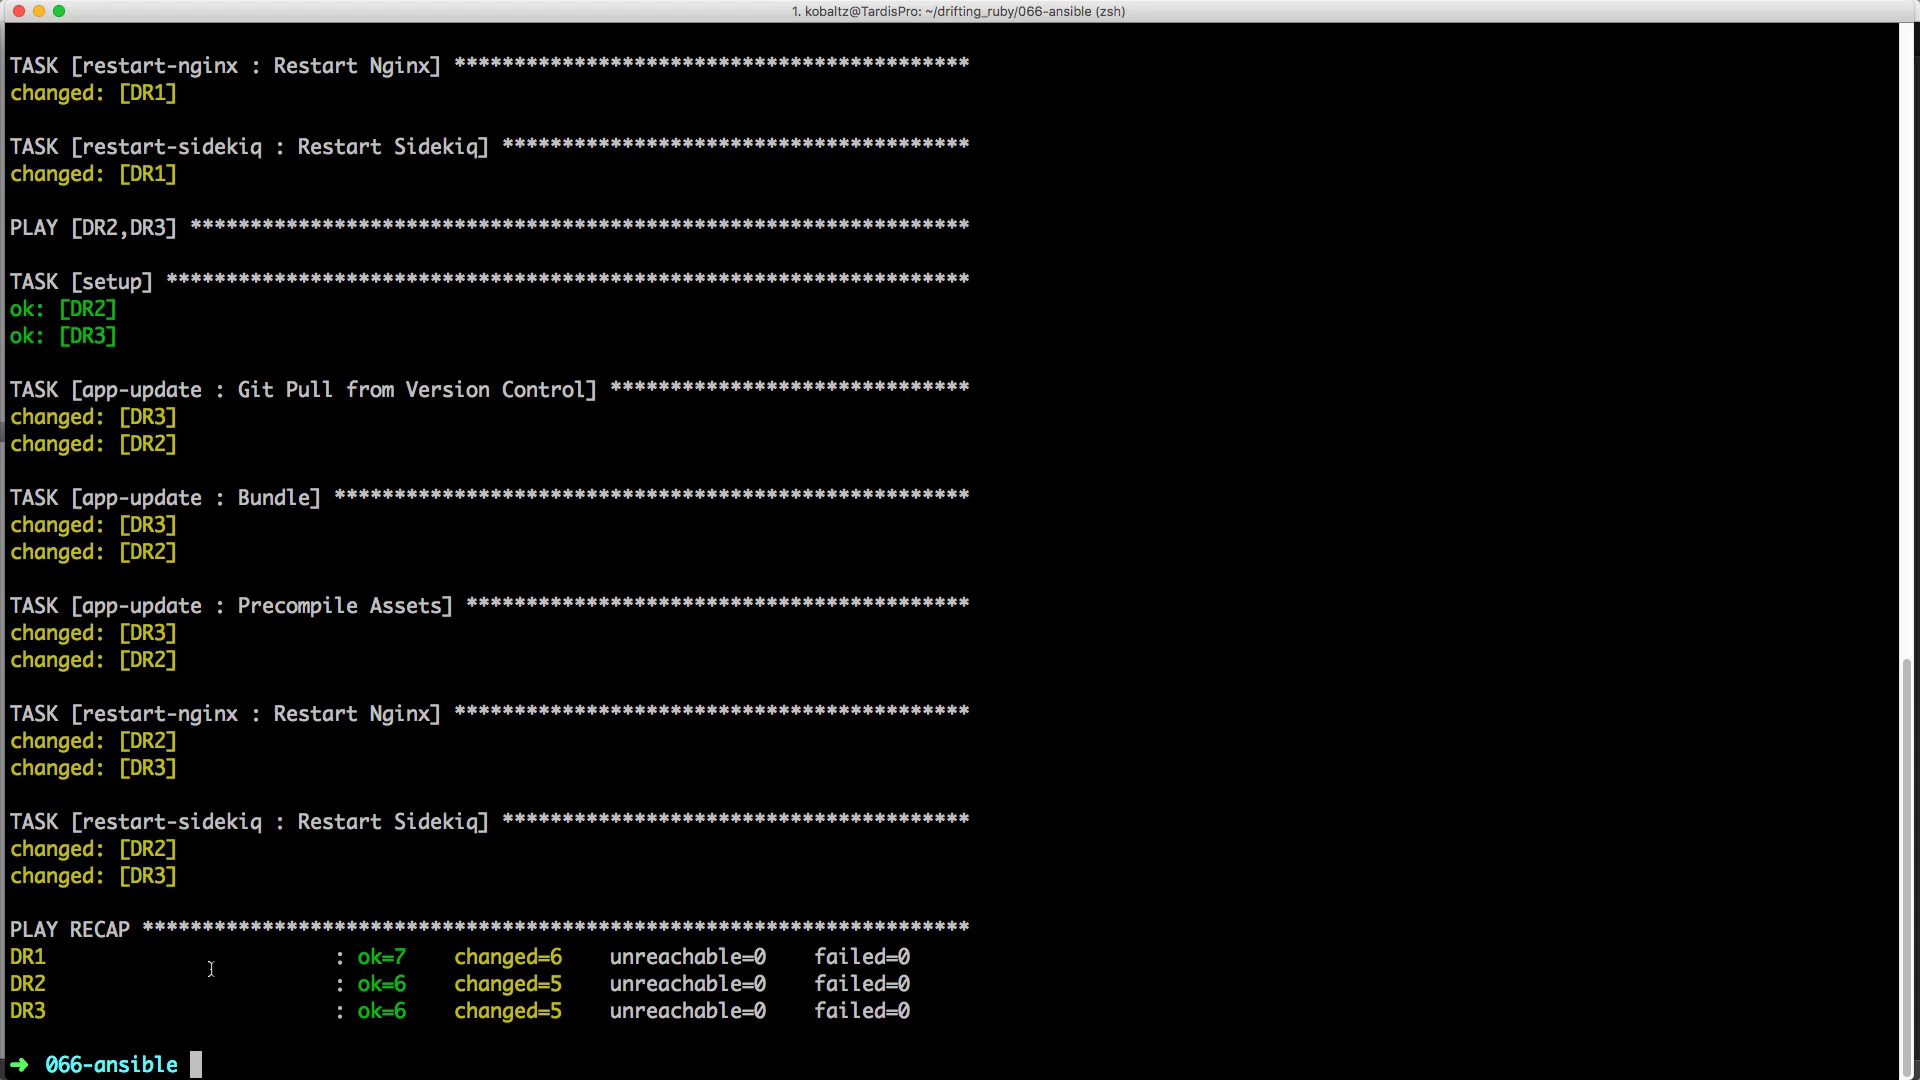 1. kobaltz@TardisPro: ~/drifting_ruby/066-ansible (zsh)
TASK [restart-nginx : Restart Nginx] *******************************************
changed: [DR1]
TASK [restart-sidekiq : Restart Sidekiq] ***************************************
changed: [DR1]
PLAY [DR2,DR3] *****************************************************************
TASK [setup] *******************************************************************
ok: [DR2]
ok: [DR3]
TASK [app-update : Git Pull from Version Control] ******************************
changed: [DR3]
changed: [DR2]
TASK [app-update : Bundle] *****************************************************
changed: [DR3]
changed: [DR2]
TASK [app-update : Precompile Assets] ******************************************
changed: [DR3]
changed: [DR2]
TASK [restart-nginx : Restart Nginx] *******************************************
changed: [DR2]
changed: [DR3]
TASK [restart-sidekiq : Restart Sidekiq] ***************************************
changed: [DR2]
changed: [DR3]
PLAY RECAP *********************************************************************
DR1                        : ok=7    changed=6    unreachable=0    failed=0
DR2                        : ok=6    changed=5    unreachable=0    failed=0
DR3                        : ok=6    changed=5    unreachable=0    failed=0
➜  066-ansible